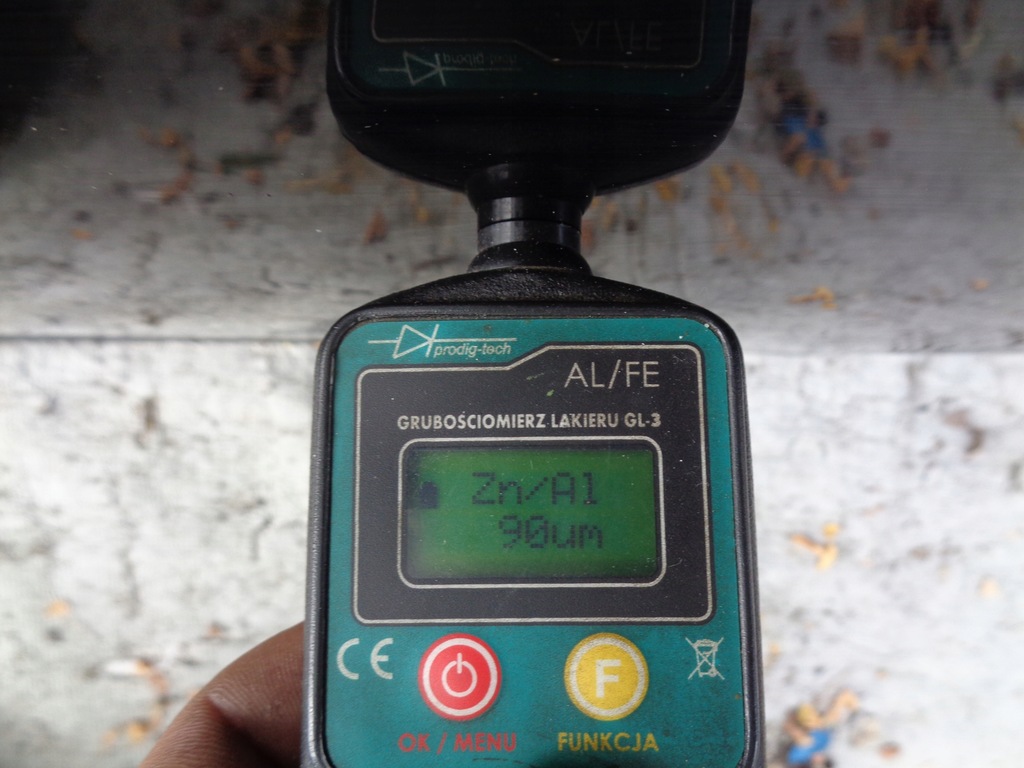 prodig-tech
AL/FE
GRUBOŚCIOMIERZ LAKIERU GL-3
Zn/Al
90um
CE
F
OK / MENU
FUNKCJA